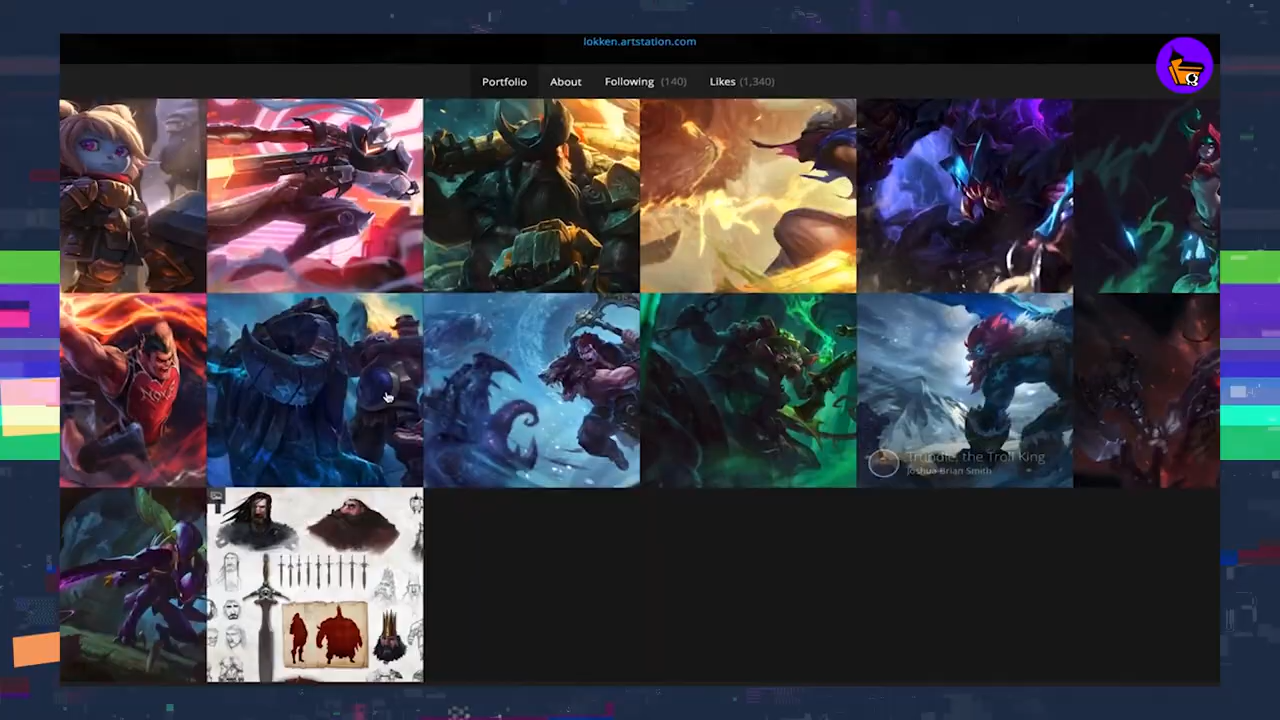 lokken.artstation.com
Portfolio
About
Following (140)
Likes (1,340)
Trundle, the Troll King
Joshua Brian Smith